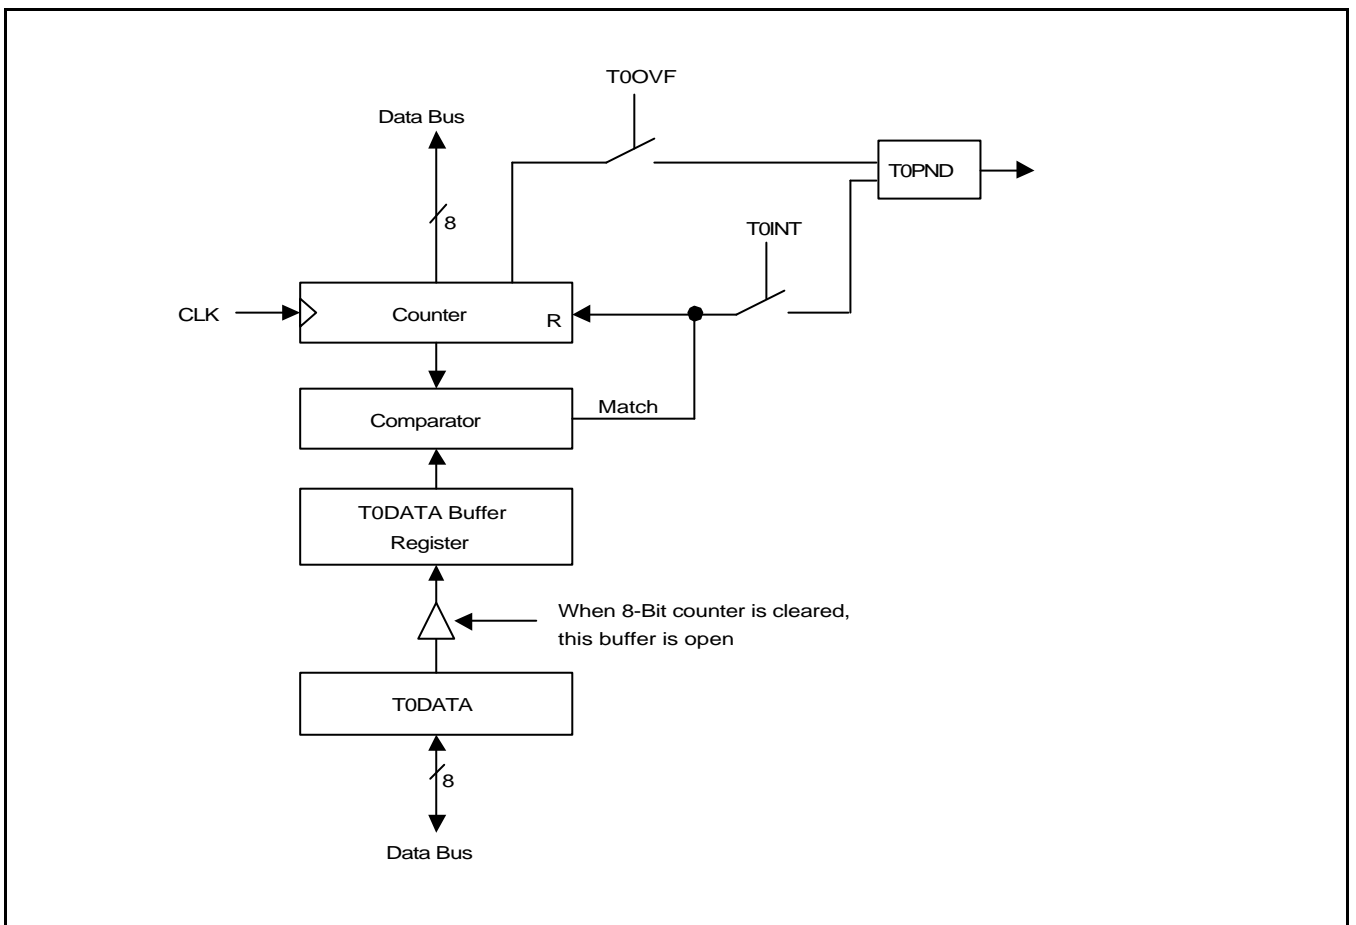 T0OVF
Data Bus
T0PND
8
T0INT
CLK
Counter
R
Match
Comparator
T0DATA Buffer
Register
When 8-Bit counter is cleared,
this buffer is open
T0DATA
8
Data Bus